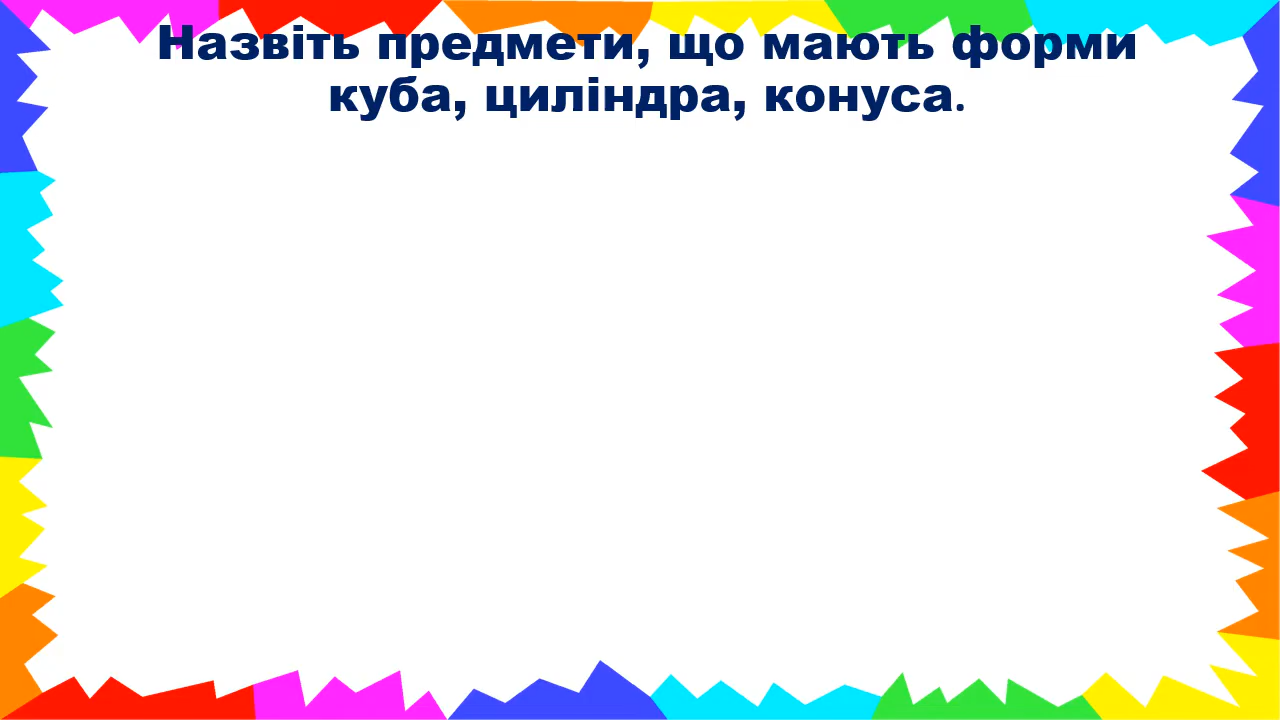 Назвіть предмети, що мають форми
куба, циліндра, конуса.